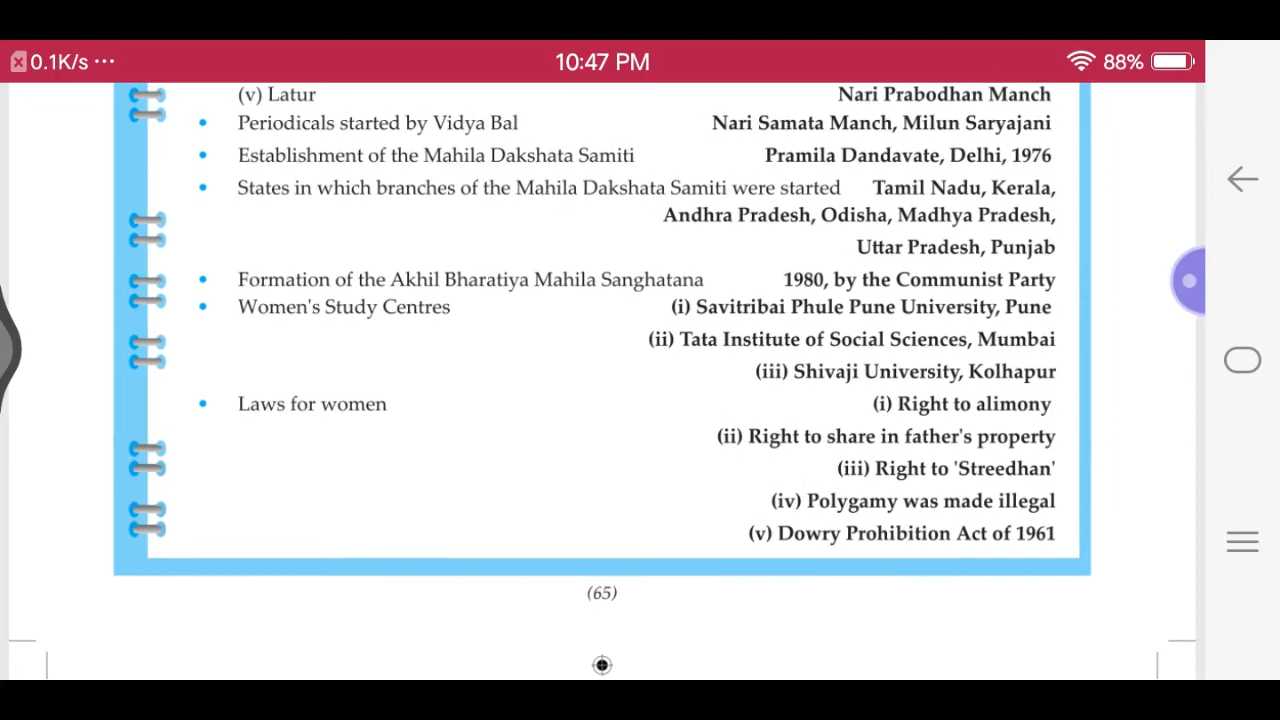 0.1K/s ··· 10:47 PM 88%
(v) Latur Nari Prabodhan Manch
• Periodicals started by Vidya Bal Nari Samata Manch, Milun Saryajani
• Establishment of the Mahila Dakshata Samiti Pramila Dandavate, Delhi, 1976
• States in which branches of the Mahila Dakshata Samiti were started Tamil Nadu, Kerala,
Andhra Pradesh, Odisha, Madhya Pradesh,
Uttar Pradesh, Punjab
• Formation of the Akhil Bharatiya Mahila Sanghatana 1980, by the Communist Party
• Women's Study Centres (i) Savitribai Phule Pune University, Pune
(ii) Tata Institute of Social Sciences, Mumbai
(iii) Shivaji University, Kolhapur
• Laws for women (i) Right to alimony
(ii) Right to share in father's property
(iii) Right to 'Streedhan'
(iv) Polygamy was made illegal
(v) Dowry Prohibition Act of 1961
(65)